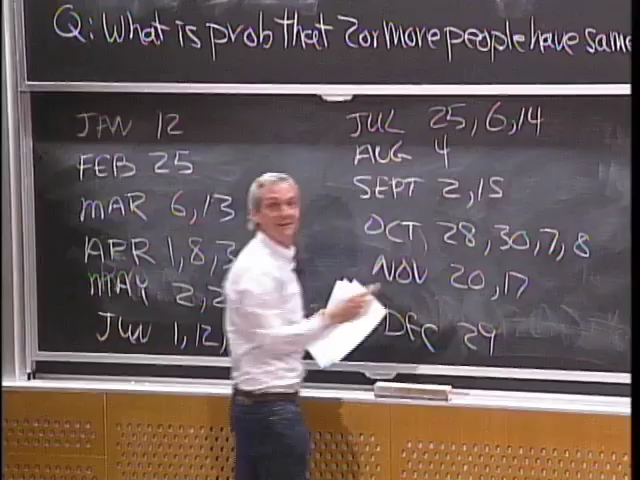 Q: What is prob that 2 or more people have same
JAN 12
FEB 25
MAR 6, 13
APR 1, 8, 3
MAY 2, 2
JUN 1, 12,
JUL 25, 6, 14
AUG 4
SEPT 2, 15
OCT 28, 30, 7, 8
NOV 20, 17
DEC 29